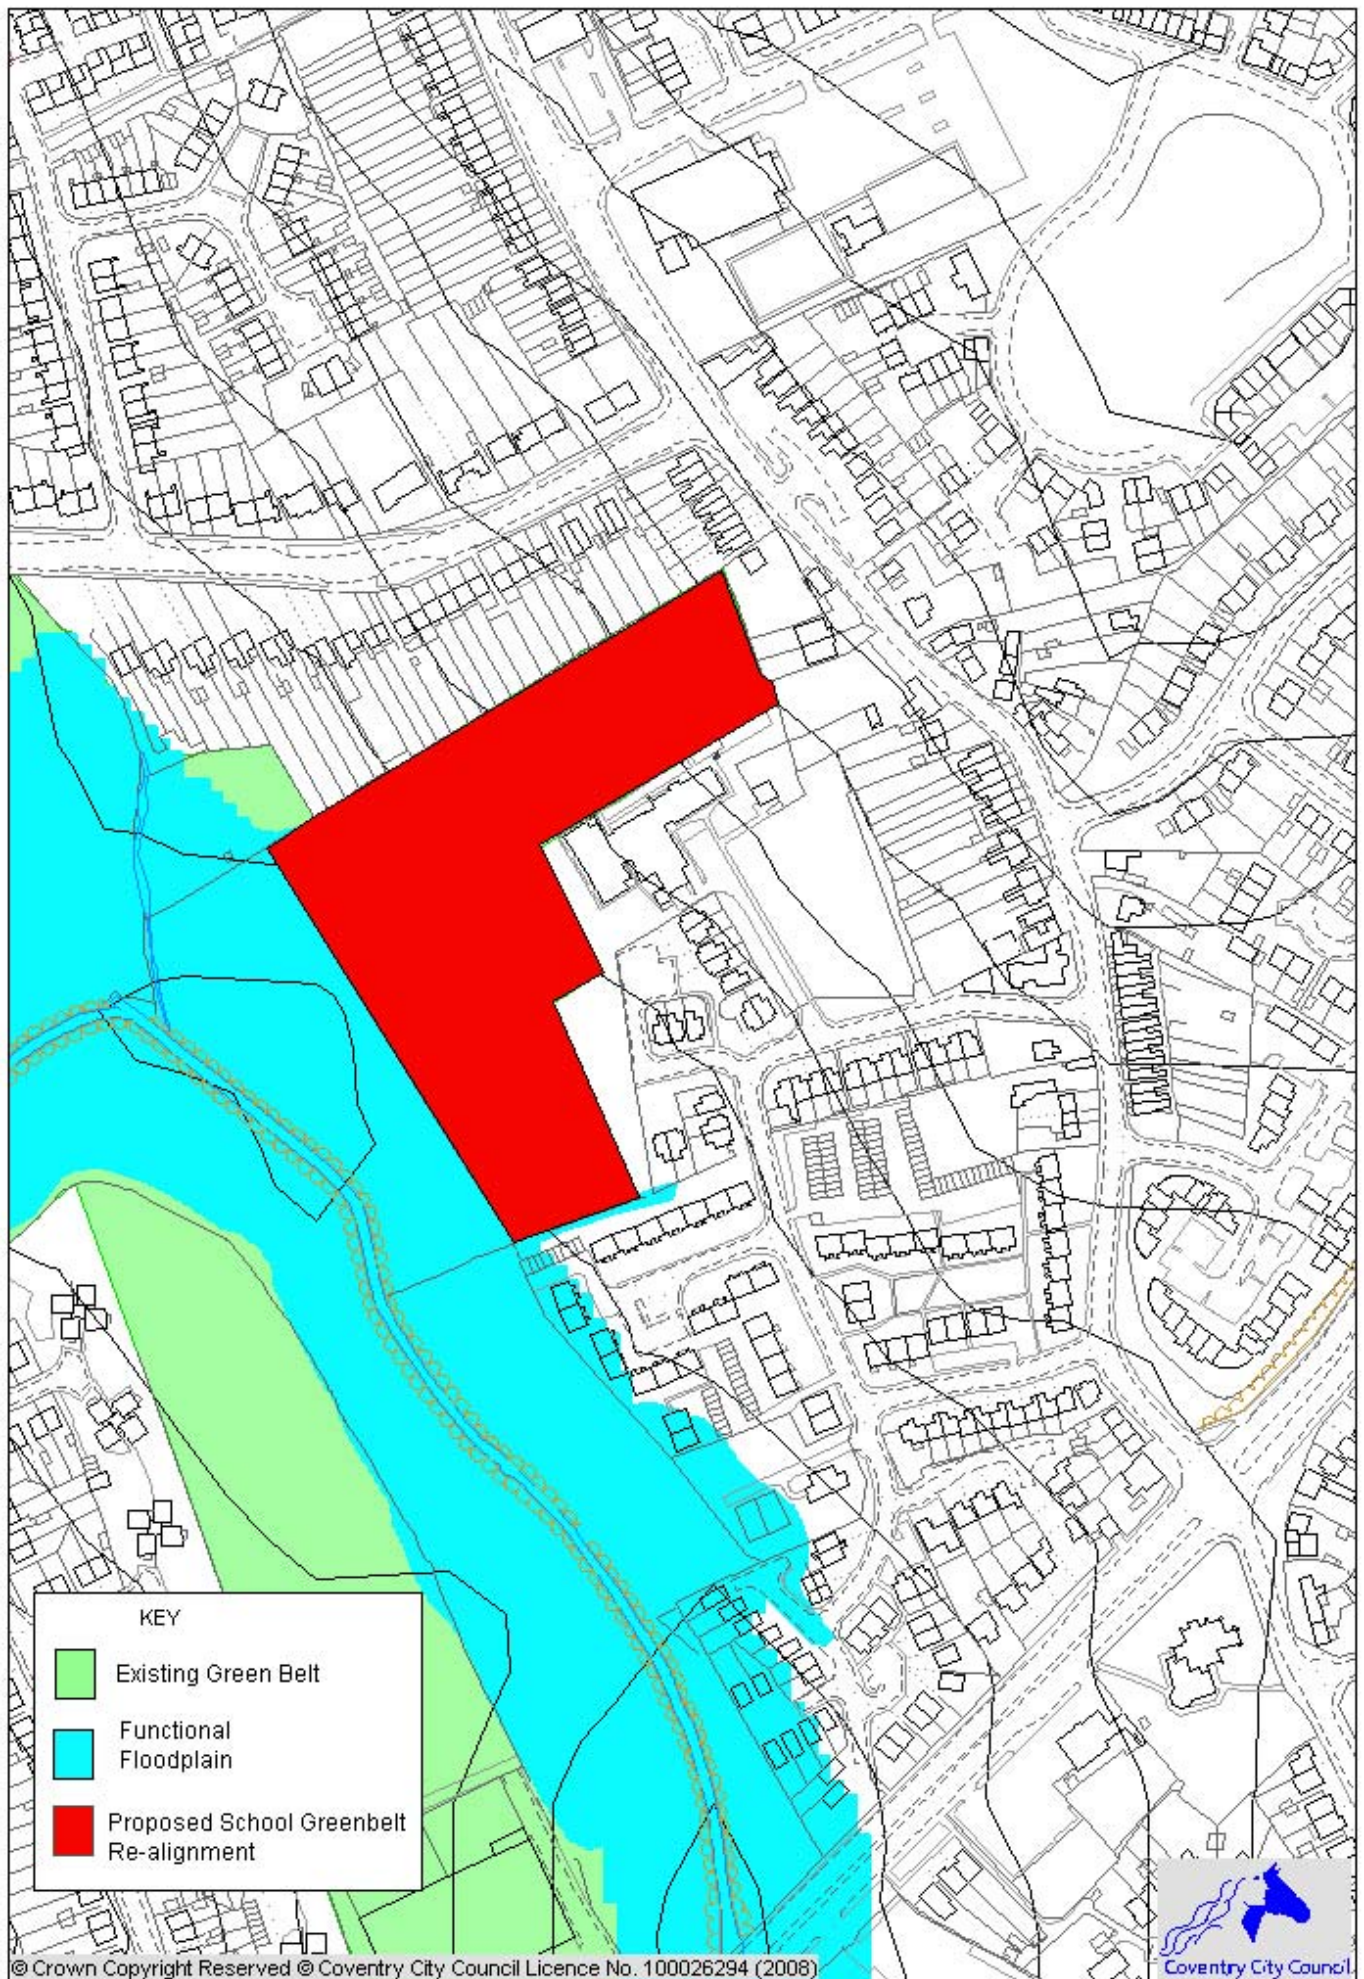 KEY
Existing Green Belt
Functional
Floodplain
Proposed School Greenbelt
Re-alignment
© Crown Copyright Reserved © Coventry City Council Licence No. 100026294 (2008)
Coventry City Council